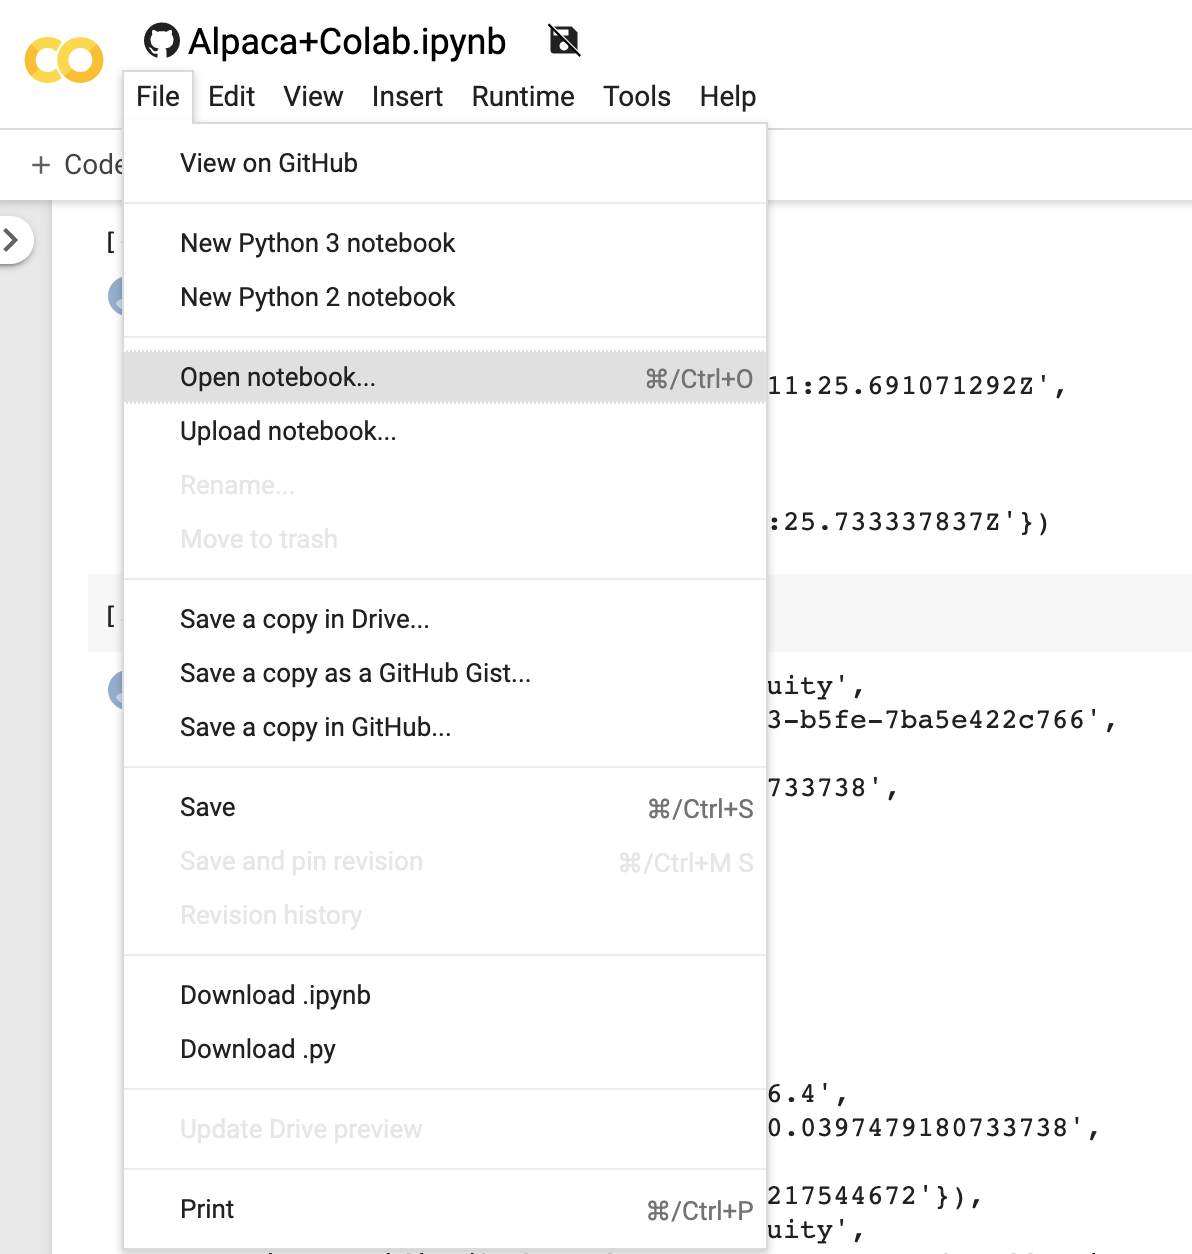 Alpaca+Colab.ipynb
File Edit View Insert Runtime Tools Help
+ Code
View on GitHub
[
New Python 3 notebook
New Python 2 notebook
Open notebook... ⌘/Ctrl+O
11:25.691071292Z',
Upload notebook...
Rename...
:25.733337837Z'})
Move to trash
[
Save a copy in Drive...
Save a copy as a GitHub Gist...
uity',
3-b5fe-7ba5e422c766',
Save a copy in GitHub...
733738',
Save ⌘/Ctrl+S
Save and pin revision ⌘/Ctrl+M S
Revision history
Download .ipynb
Download .py
6.4',
Update Drive preview
0.0397479180733738',
217544672'}),
Print ⌘/Ctrl+P
uity',